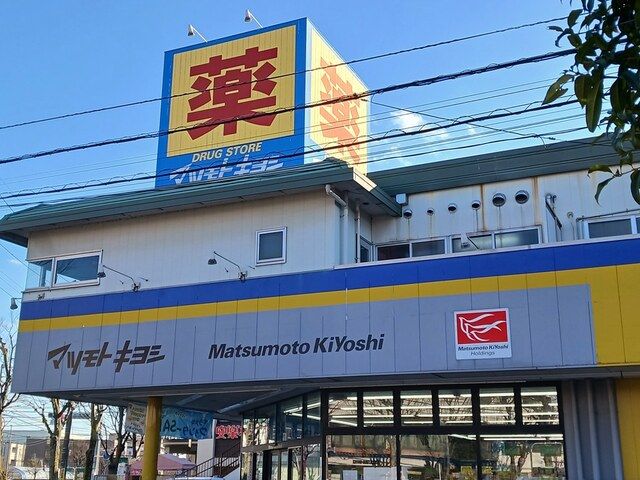 薬
DRUG STORE
マツモトキヨシ
薬
マツモトキヨシ
Matsumoto KiYoshi
Matsumoto KiYoshi
Holdings